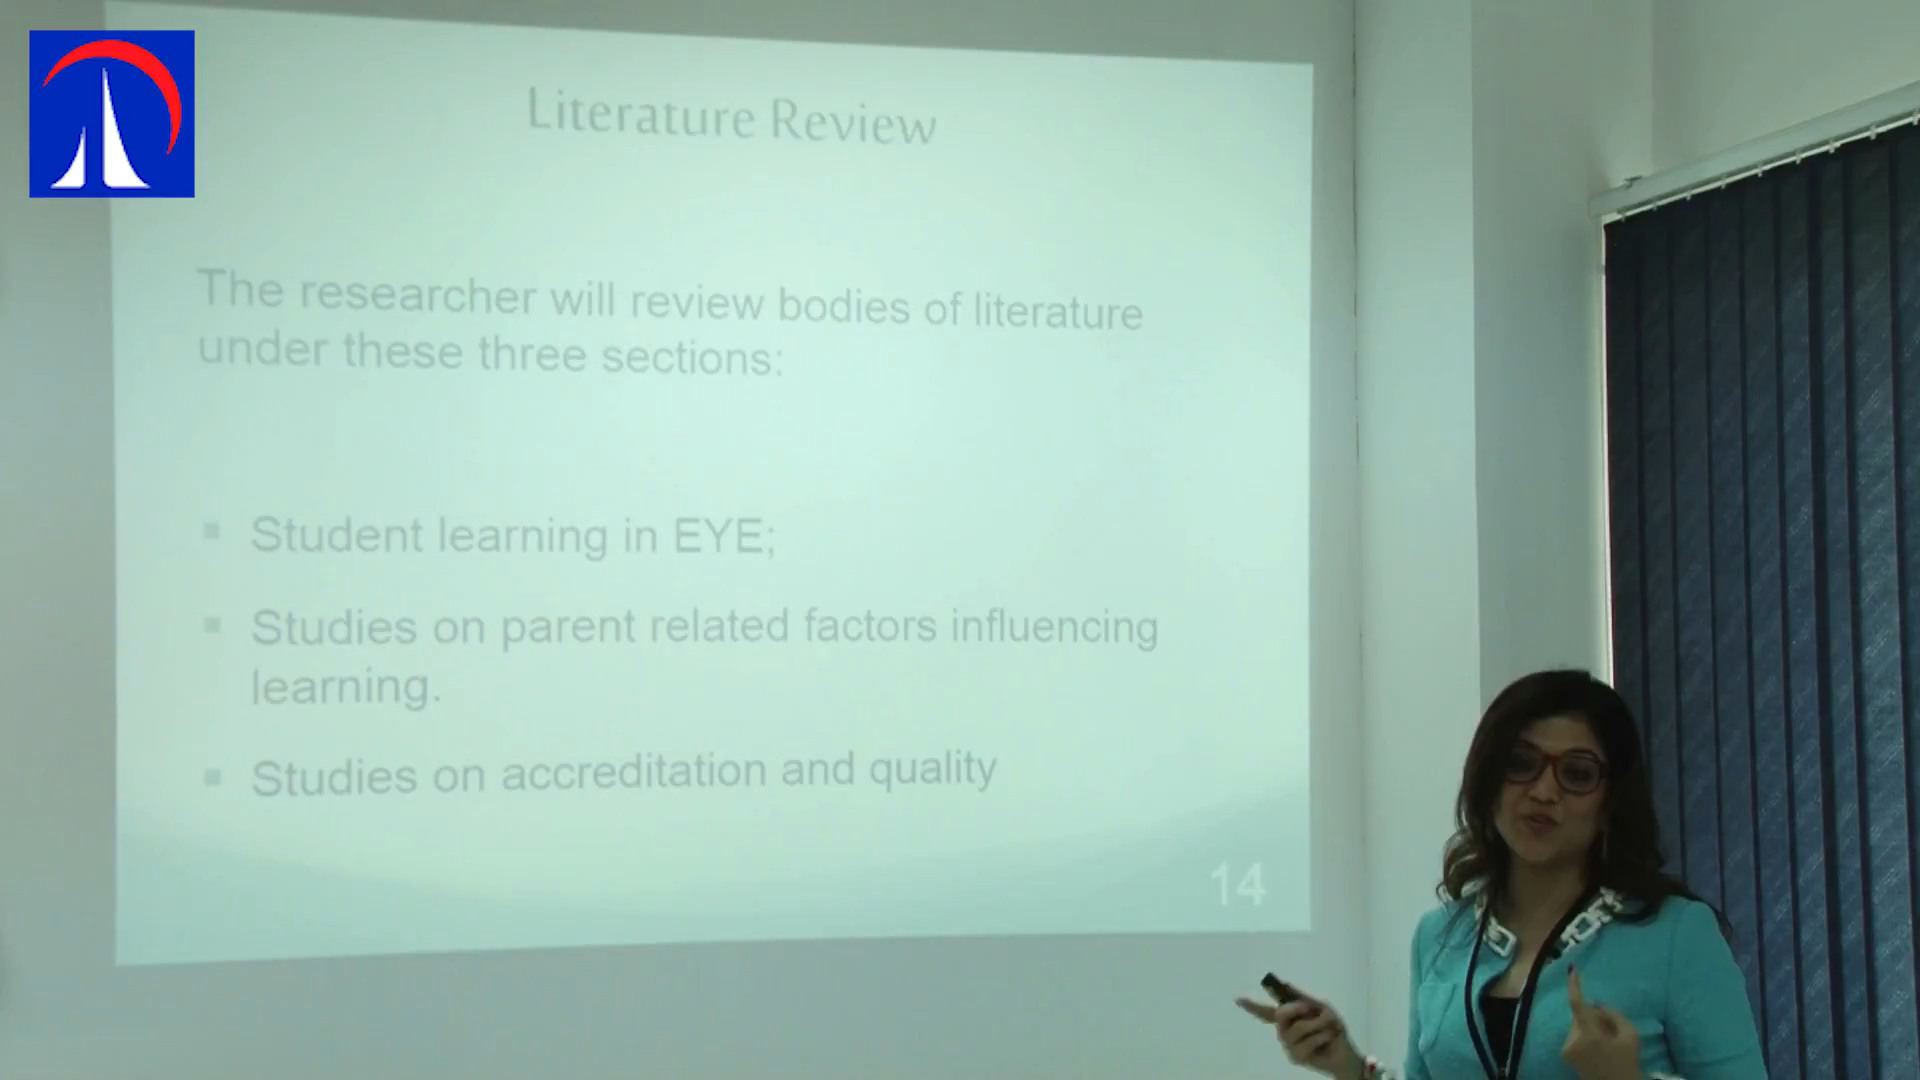 Literature Review
The researcher will review bodies of literature
under these three sections:
Student learning in EYE;
Studies on parent related factors influencing
learning.
Studies on accreditation and quality
14